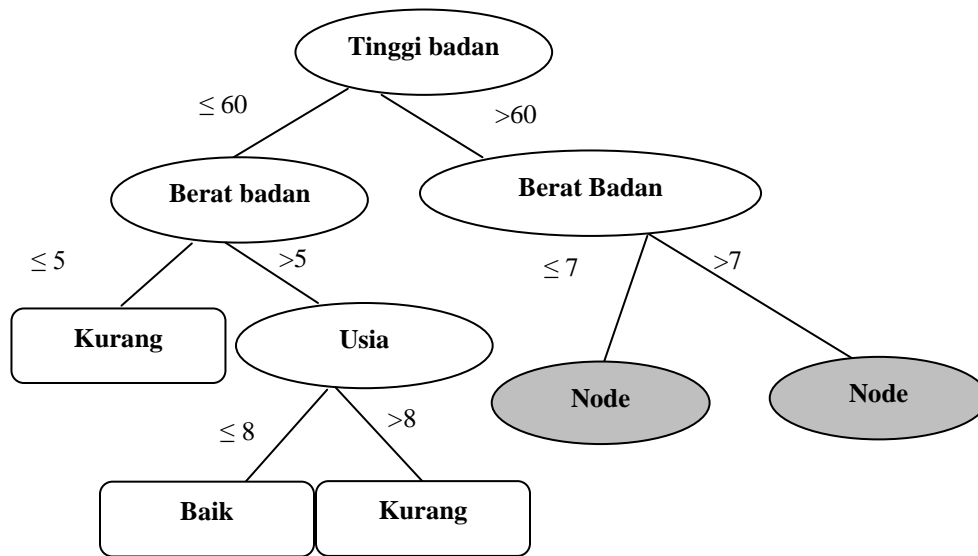 Tinggi badan
≤ 60
>60
Berat badan
Berat Badan
≤ 5
>5
≤ 7
>7
Kurang
Usia
Node
Node
≤ 8
>8
Baik
Kurang